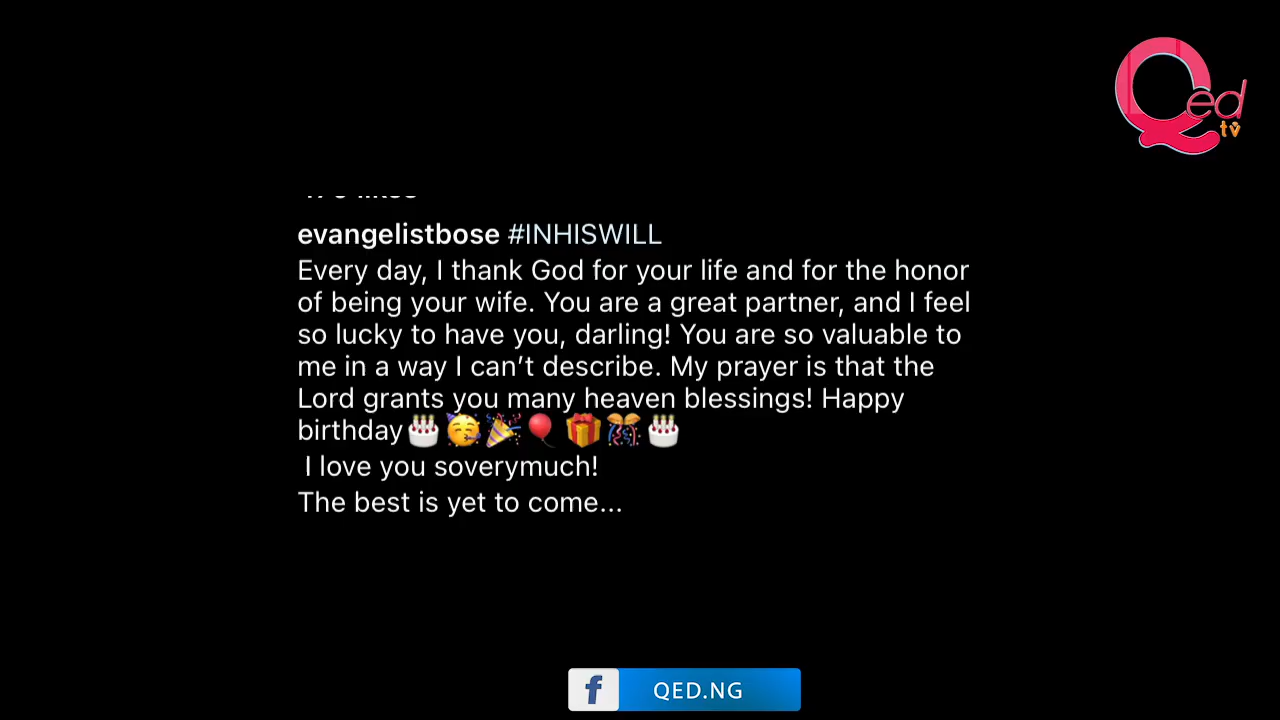 Qed
tv
evangelistbose #INHISWILL
Every day, I thank God for your life and for the honor
of being your wife. You are a great partner, and I feel
so lucky to have you, darling! You are so valuable to
me in a way I can’t describe. My prayer is that the
Lord grants you many heaven blessings! Happy
birthday🎂🥳🎉🎈🎁🎊🎂
I love you soverymuch!
The best is yet to come...
f QED.NG